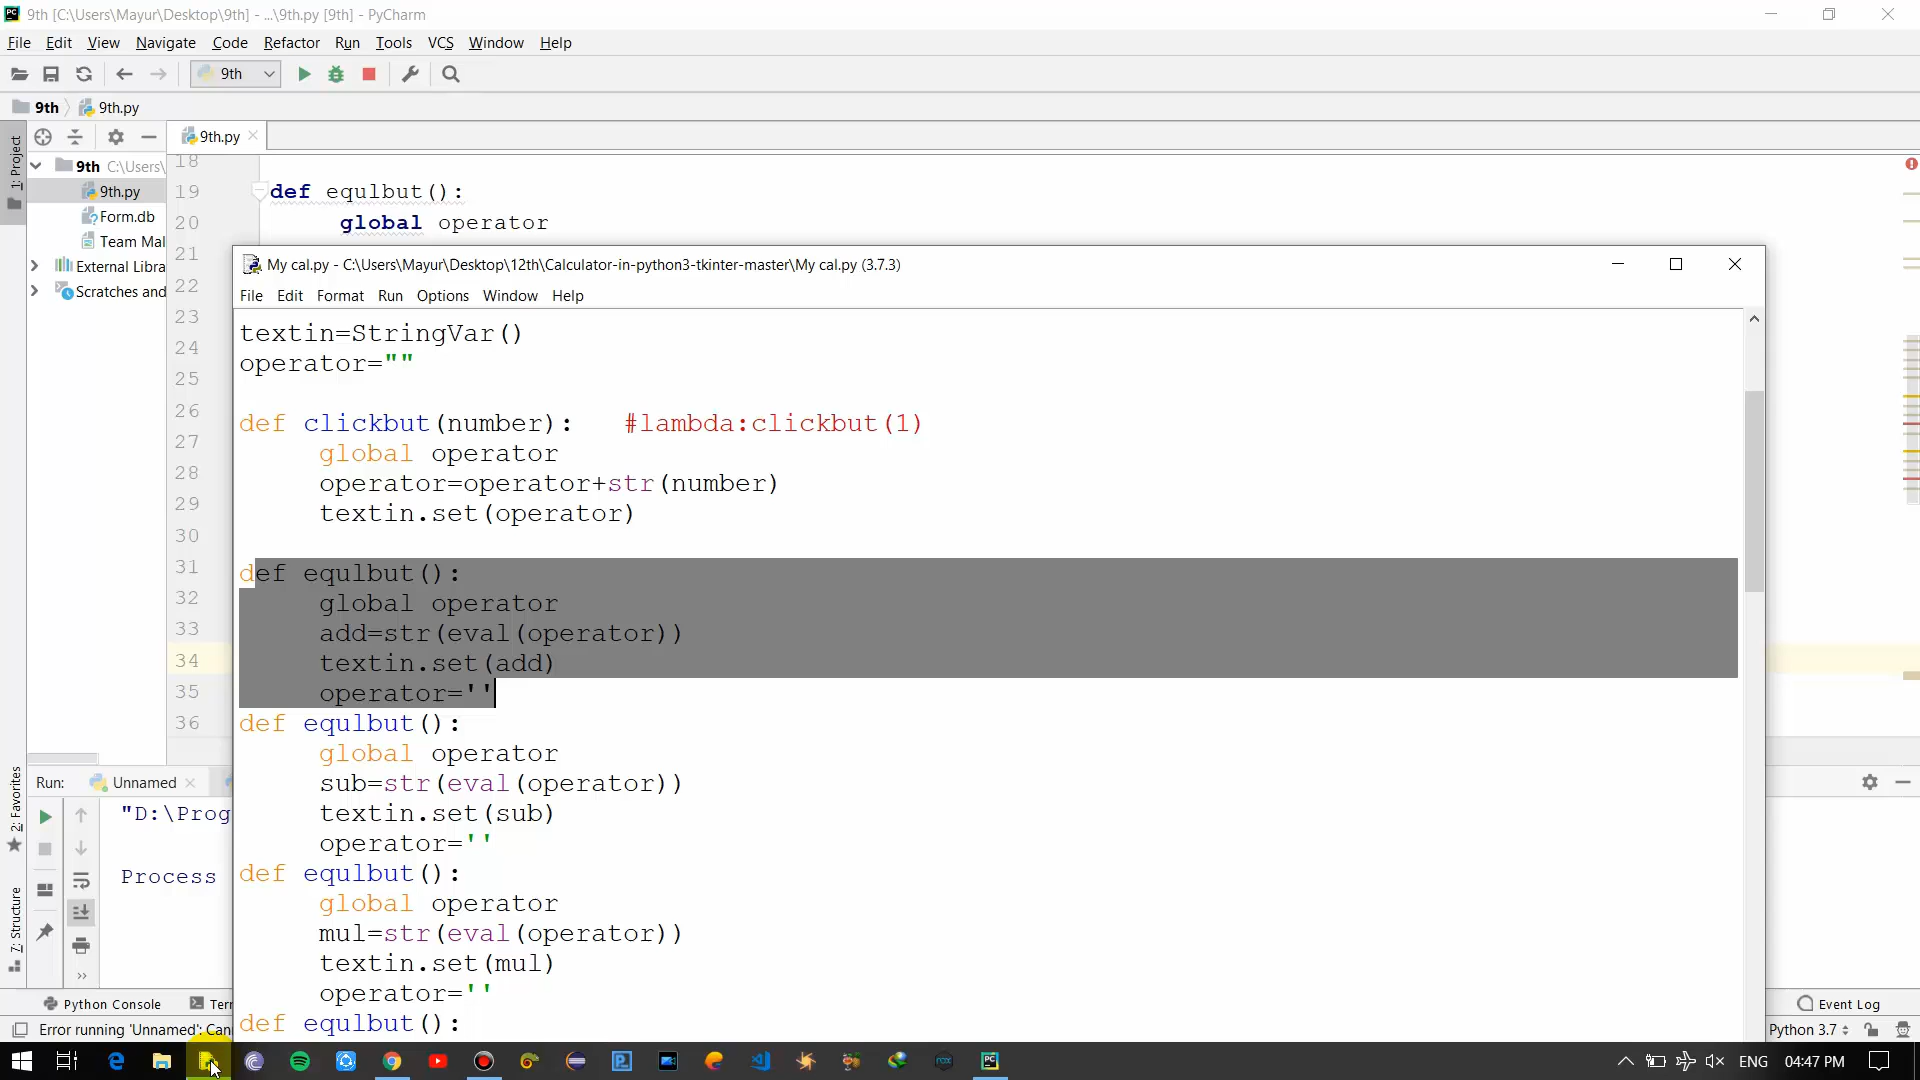 9th [C:\Users\Mayur\Desktop\9th] - ...\9th.py [9th] - PyCharm
File Edit View Navigate Code Refactor Run Tools VCS Window Help
9th
9th 9th.py
1: Project
9th.py
9th C:\Users\
9th.py
Form.db
Team Mal
External Libra
Scratches and
18
19 def equlbut():
20 global operator
21
22
23
24
25
26
27
28
29
30
31
32
33
34
35
36
My cal.py - C:\Users\Mayur\Desktop\12th\Calculator-in-python3-tkinter-master\My cal.py (3.7.3)
File Edit Format Run Options Window Help
textin=StringVar()
operator=""
def clickbut(number): #lambda:clickbut(1)
global operator
operator=operator+str(number)
textin.set(operator)
def equlbut():
global operator
add=str(eval(operator))
textin.set(add)
operator=''
def equlbut():
global operator
sub=str(eval(operator))
textin.set(sub)
operator=''
def equlbut():
global operator
mul=str(eval(operator))
textin.set(mul)
operator=''
def equlbut():
2: Favorites
7: Structure
Run: Unnamed
"D:\Prog
Process
Python Console Terr
Event Log
Error running 'Unnamed': Can
Python 3.7
ENG 04:47 PM